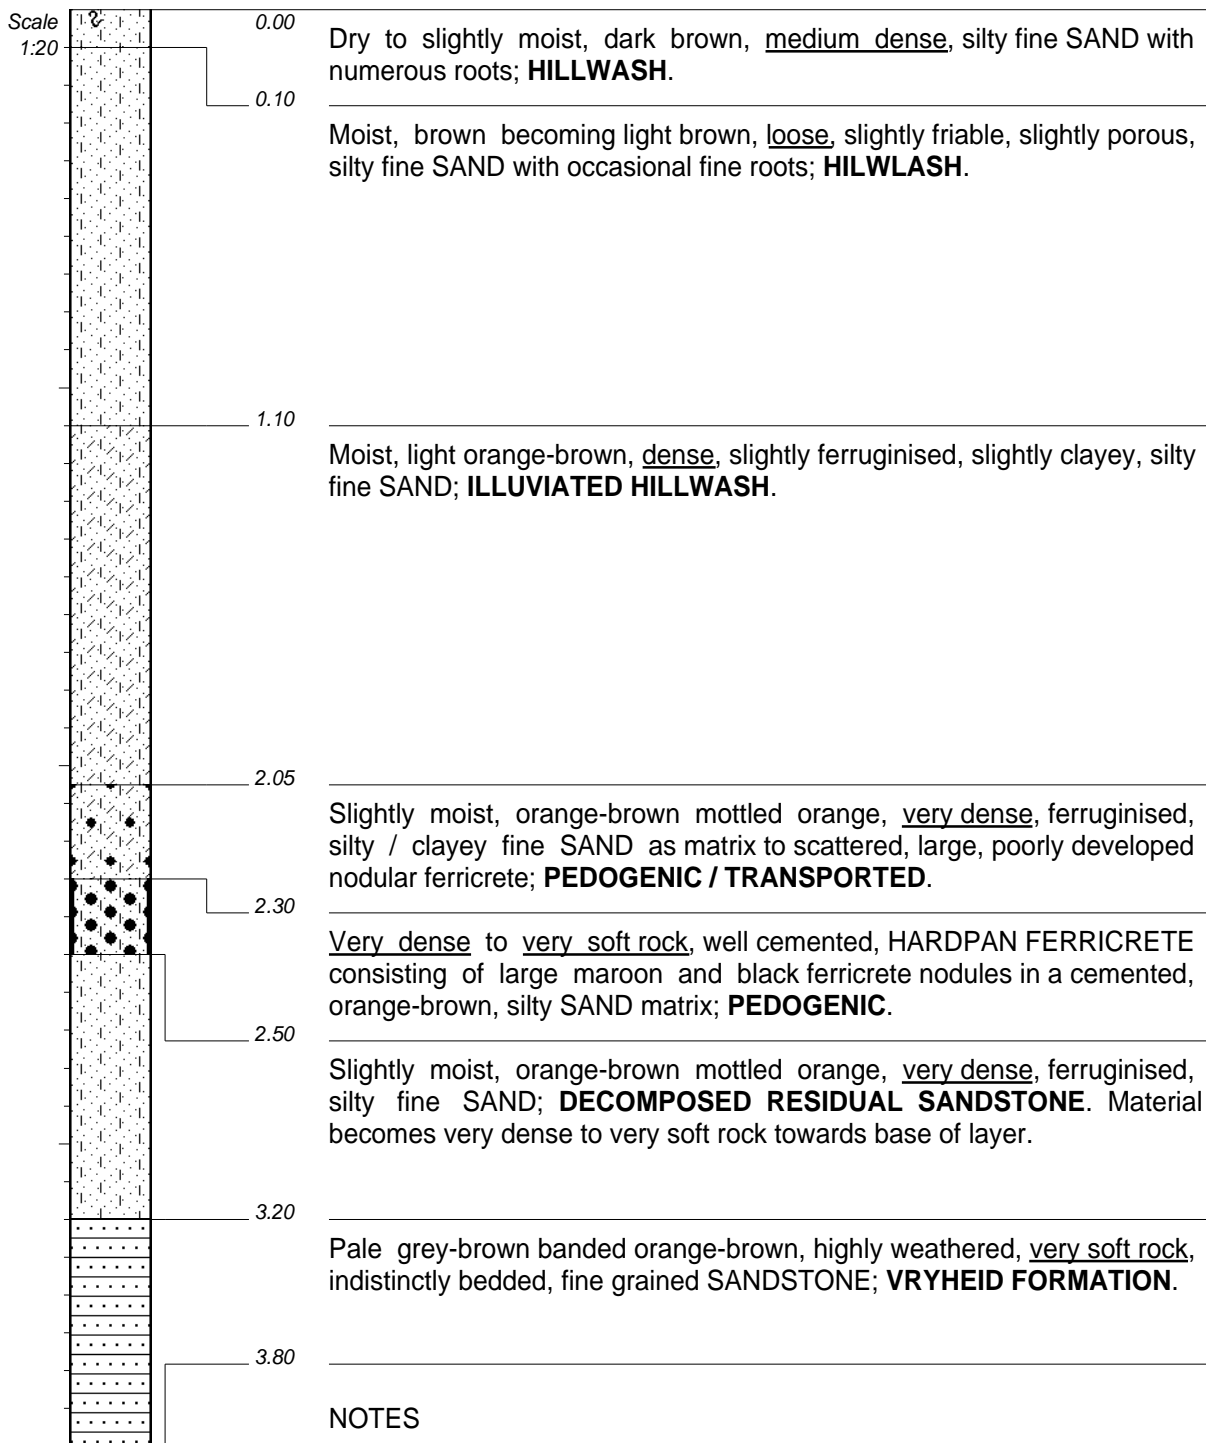 Scale
1:20
0.00
Dry to slightly moist, dark brown, medium dense, silty fine SAND with
numerous roots; HILLWASH.
0.10
Moist, brown becoming light brown, loose, slightly friable, slightly porous,
silty fine SAND with occasional fine roots; HILWLASH.
1.10
Moist, light orange-brown, dense, slightly ferruginised, slightly clayey, silty
fine SAND; ILLUVIATED HILLWASH.
2.05
Slightly moist, orange-brown mottled orange, very dense, ferruginised,
silty / clayey fine SAND as matrix to scattered, large, poorly developed
nodular ferricrete; PEDOGENIC / TRANSPORTED.
2.30
Very dense to very soft rock, well cemented, HARDPAN FERRICRETE
consisting of large maroon and black ferricrete nodules in a cemented,
orange-brown, silty SAND matrix; PEDOGENIC.
2.50
Slightly moist, orange-brown mottled orange, very dense, ferruginised,
silty fine SAND; DECOMPOSED RESIDUAL SANDSTONE. Material
becomes very dense to very soft rock towards base of layer.
3.20
Pale grey-brown banded orange-brown, highly weathered, very soft rock,
indistinctly bedded, fine grained SANDSTONE; VRYHEID FORMATION.
3.80
NOTES